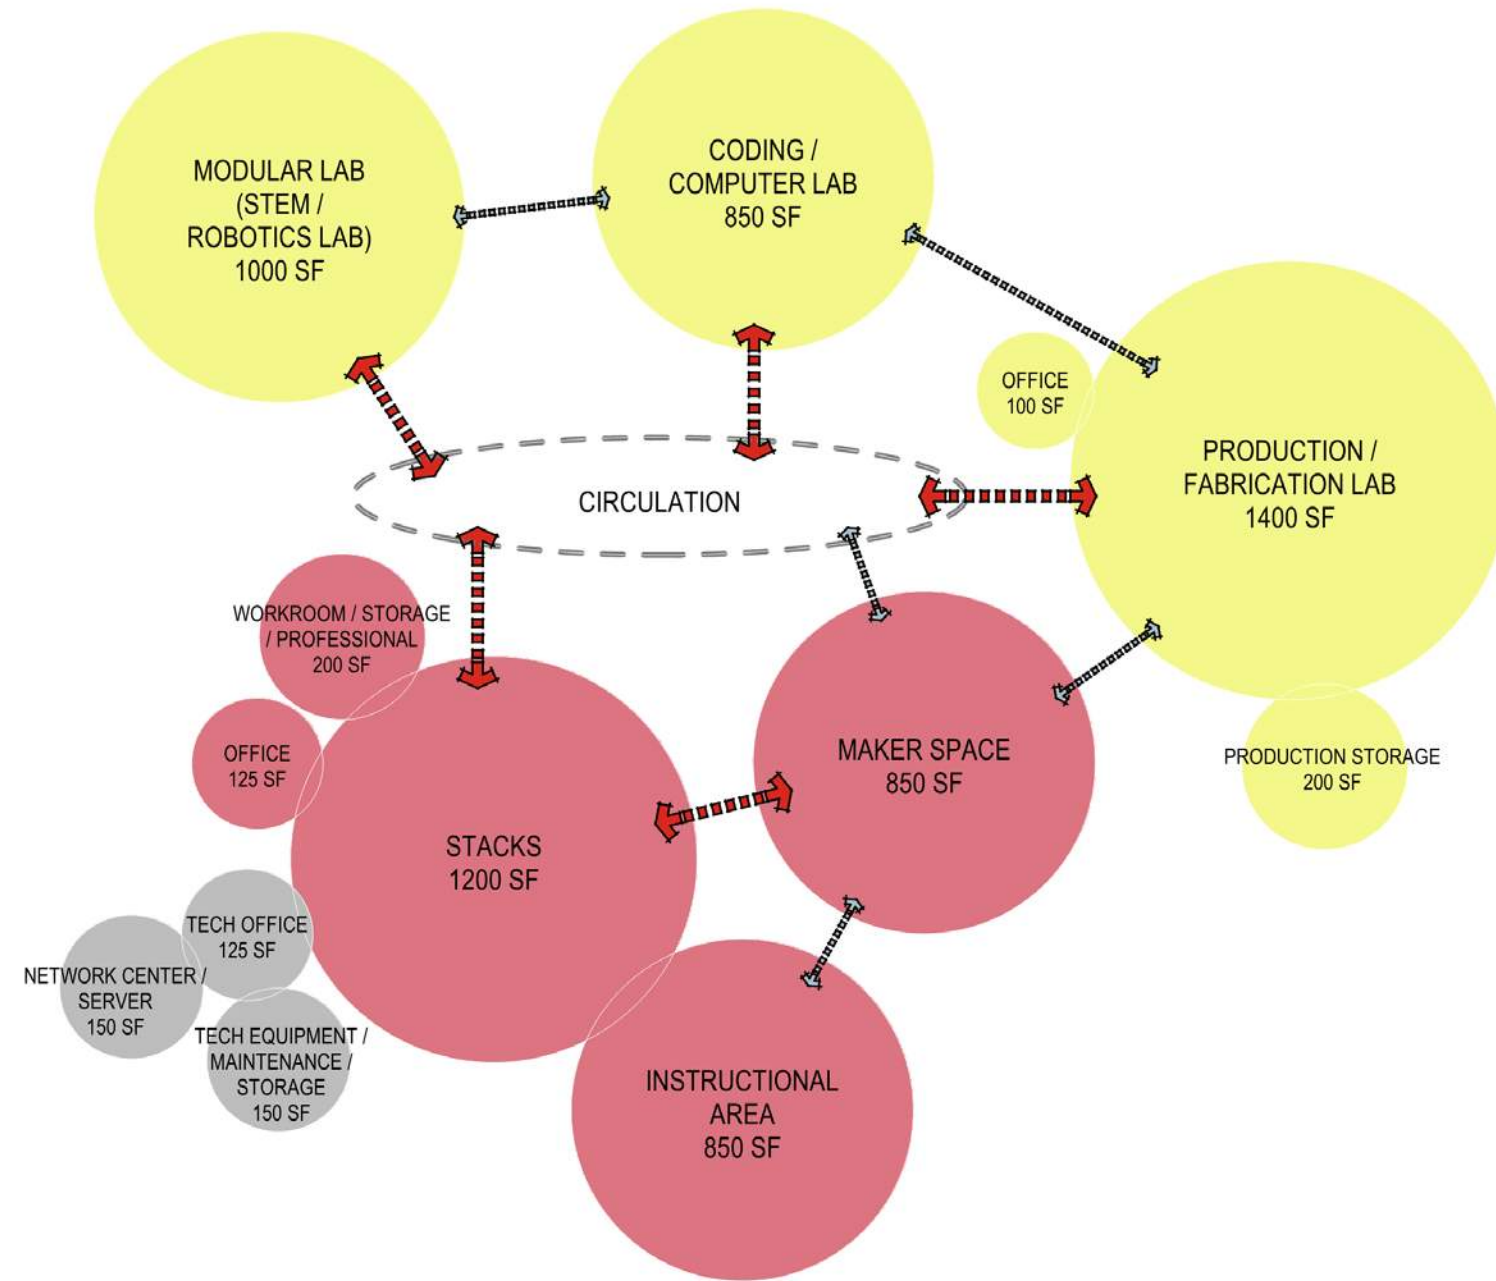 MODULAR LAB
(STEM /
ROBOTICS LAB)
1000 SF
CODING /
COMPUTER LAB
850 SF
OFFICE
100 SF
PRODUCTION /
FABRICATION LAB
1400 SF
CIRCULATION
WORKROOM / STORAGE
/ PROFESSIONAL
200 SF
OFFICE
125 SF
MAKER SPACE
850 SF
PRODUCTION STORAGE
200 SF
STACKS
1200 SF
TECH OFFICE
125 SF
NETWORK CENTER /
SERVER
150 SF
TECH EQUIPMENT /
MAINTENANCE /
STORAGE
150 SF
INSTRUCTIONAL
AREA
850 SF